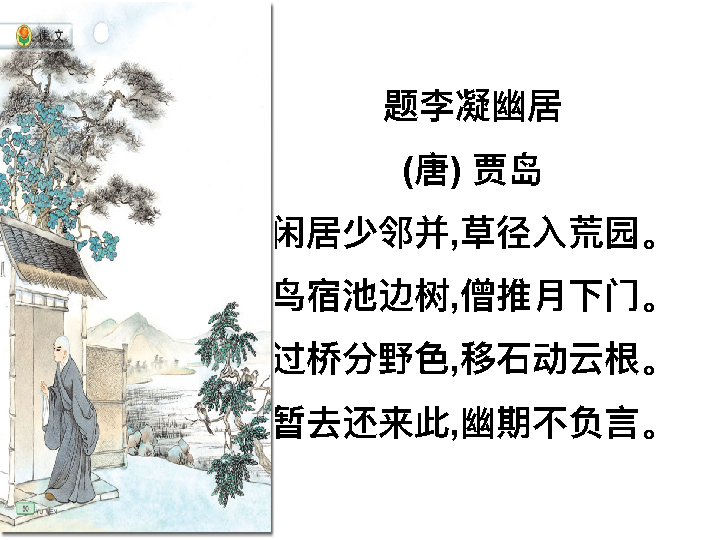 课文
题李凝幽居
(唐) 贾岛
闲居少邻并,草径入荒园。
鸟宿池边树,僧推月下门。
过桥分野色,移石动云根。
暂去还来此,幽期不负言。